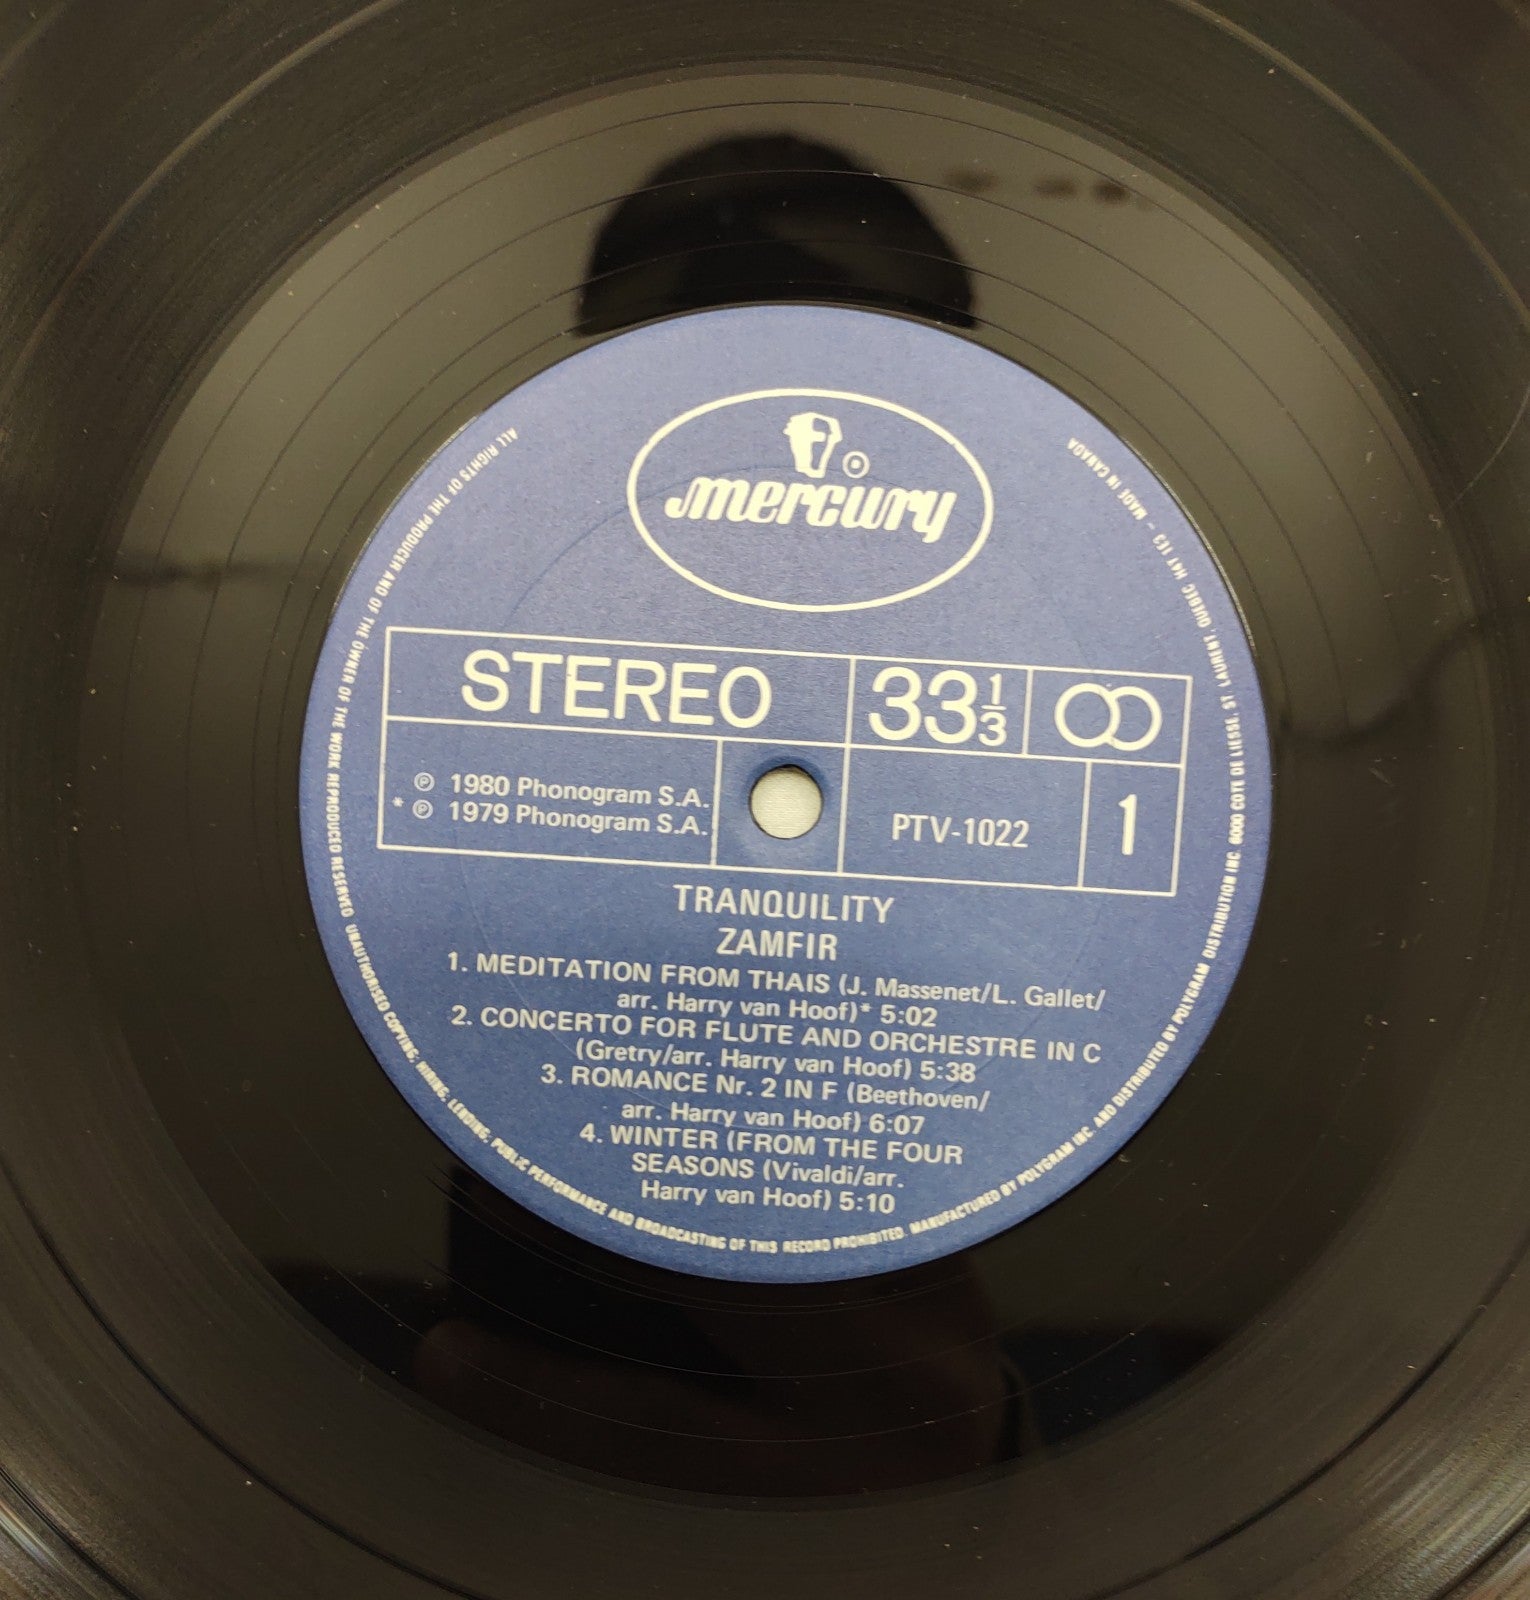 ®
mercury
STEREO
33 1/3
℗ 1980 Phonogram S.A.
* ℗ 1979 Phonogram S.A.
PTV-1022
1
TRANQUILITY
ZAMFIR
1. MEDITATION FROM THAIS (J. Massenet/L. Gallet/
arr. Harry van Hoof)* 5:02
2. CONCERTO FOR FLUTE AND ORCHESTRE IN C
(Gretry/arr. Harry van Hoof) 5:38
3. ROMANCE Nr. 2 IN F (Beethoven/
arr. Harry van Hoof) 6:07
4. WINTER (FROM THE FOUR
SEASONS (Vivaldi/arr.
Harry van Hoof) 5:10
ALL RIGHTS OF THE PRODUCER AND OF THE OWNER OF THE WORK REPRODUCED RESERVED. UNAUTHORISED COPYING, HIRING, LENDING, PUBLIC PERFORMANCE AND BROADCASTING OF THIS RECORD PROHIBITED. MANUFACTURED BY POLYGRAM INC. AND DISTRIBUTED BY POLYGRAM DISTRIBUTION INC. 6000 COTE DE LIESSE, ST. LAURENT, QUEBEC H4T 1E3 – MADE IN CANADA